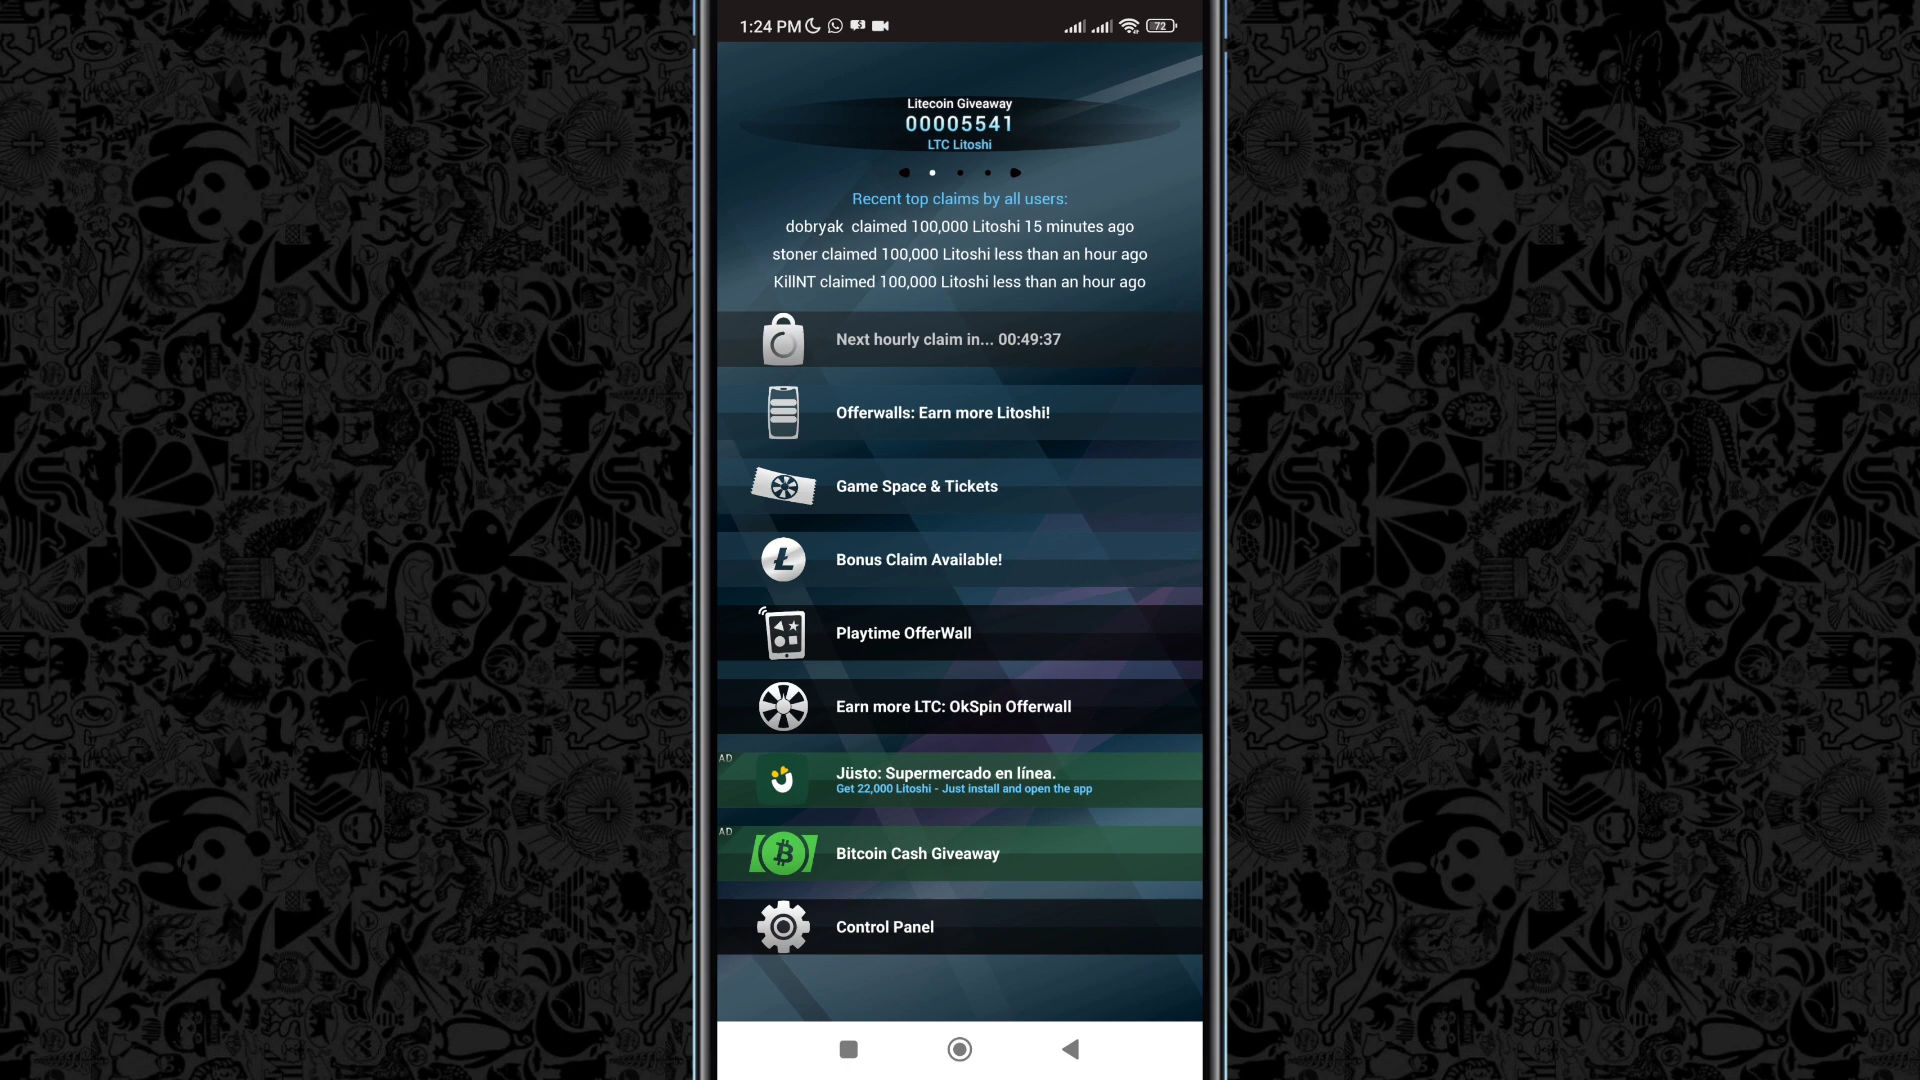 1:24 PM
72
Litecoin Giveaway
00005541
LTC Litoshi
Recent top claims by all users:
dobryak claimed 100,000 Litoshi 15 minutes ago
stoner claimed 100,000 Litoshi less than an hour ago
KillNT claimed 100,000 Litoshi less than an hour ago
Next hourly claim in... 00:49:37
Offerwalls: Earn more Litoshi!
Game Space & Tickets
Bonus Claim Available!
Playtime OfferWall
Earn more LTC: OkSpin Offerwall
AD
Jüsto: Supermercado en línea.
Get 22,000 Litoshi - Just install and open the app
AD
Bitcoin Cash Giveaway
Control Panel